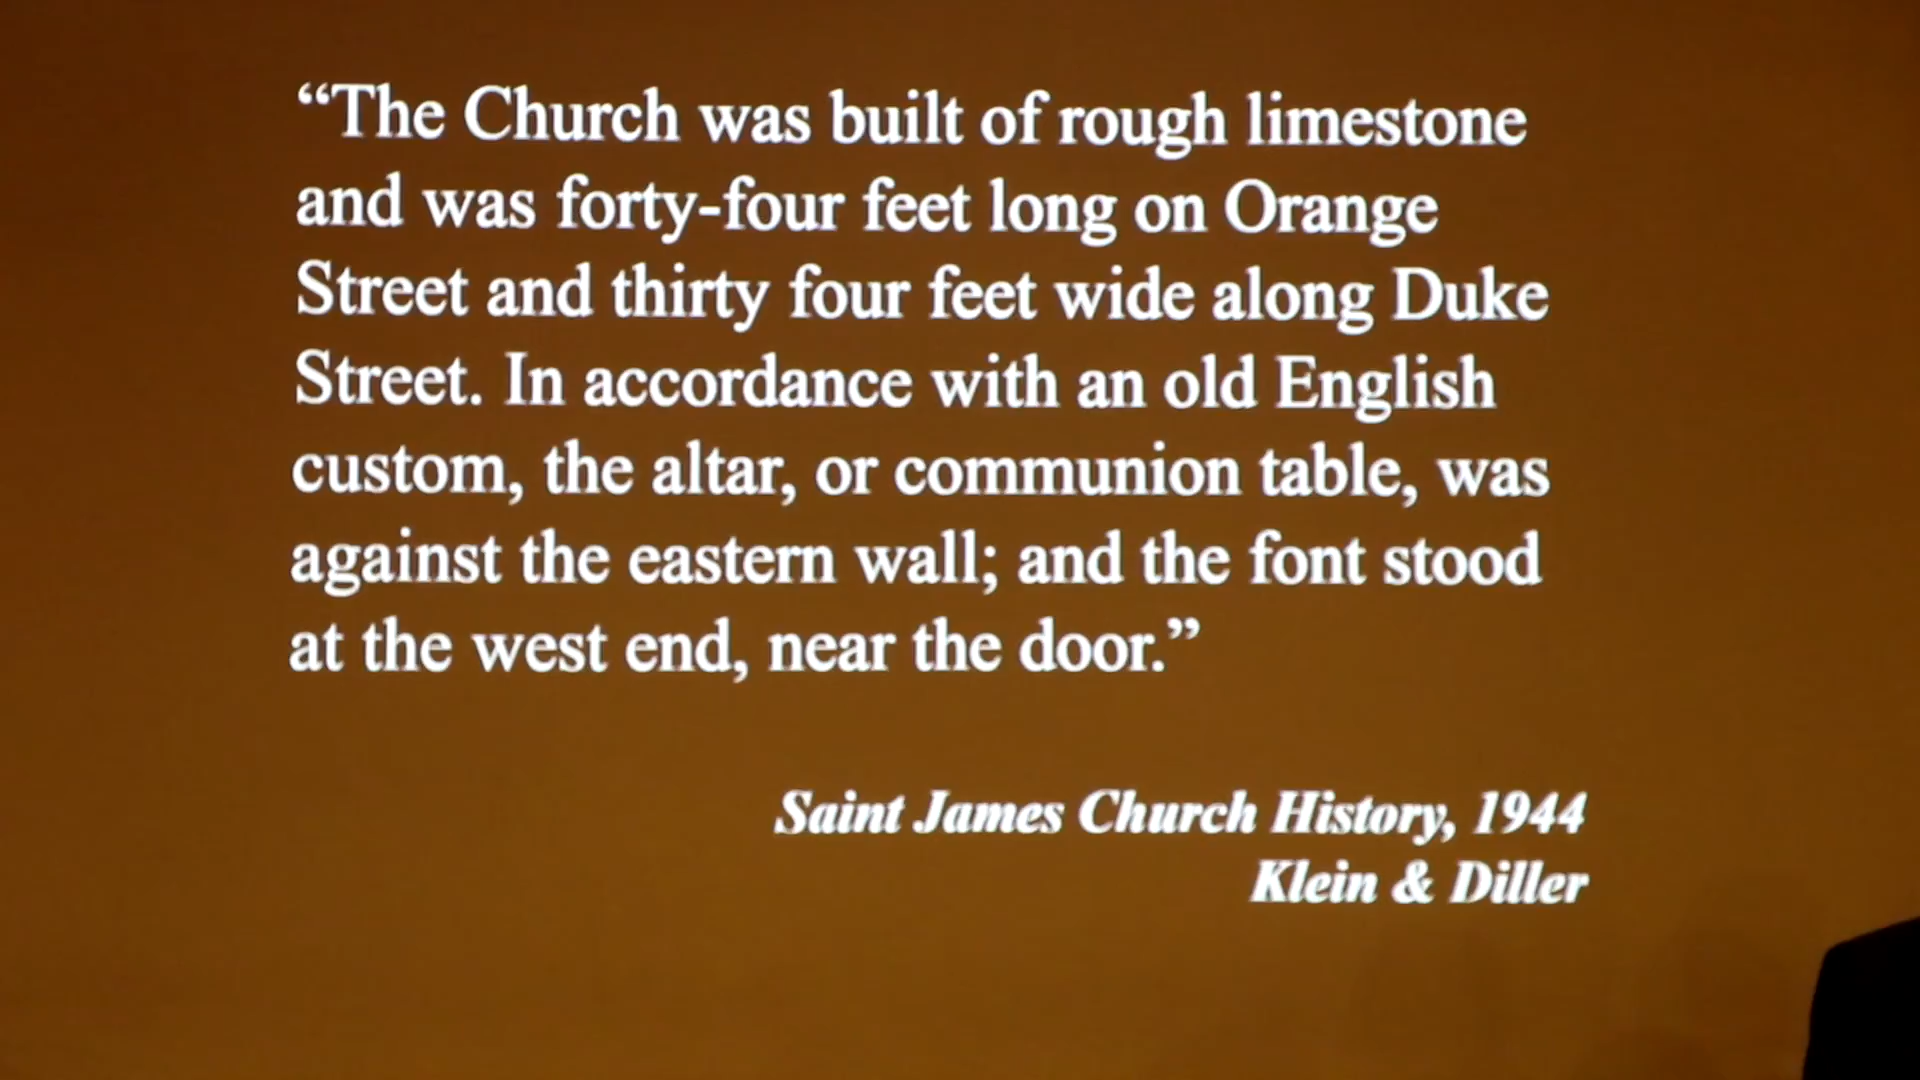 “The Church was built of rough limestone
and was forty-four feet long on Orange
Street and thirty four feet wide along Duke
Street. In accordance with an old English
custom, the altar, or communion table, was
against the eastern wall; and the font stood
at the west end, near the door.”
Saint James Church History, 1944
Klein & Diller